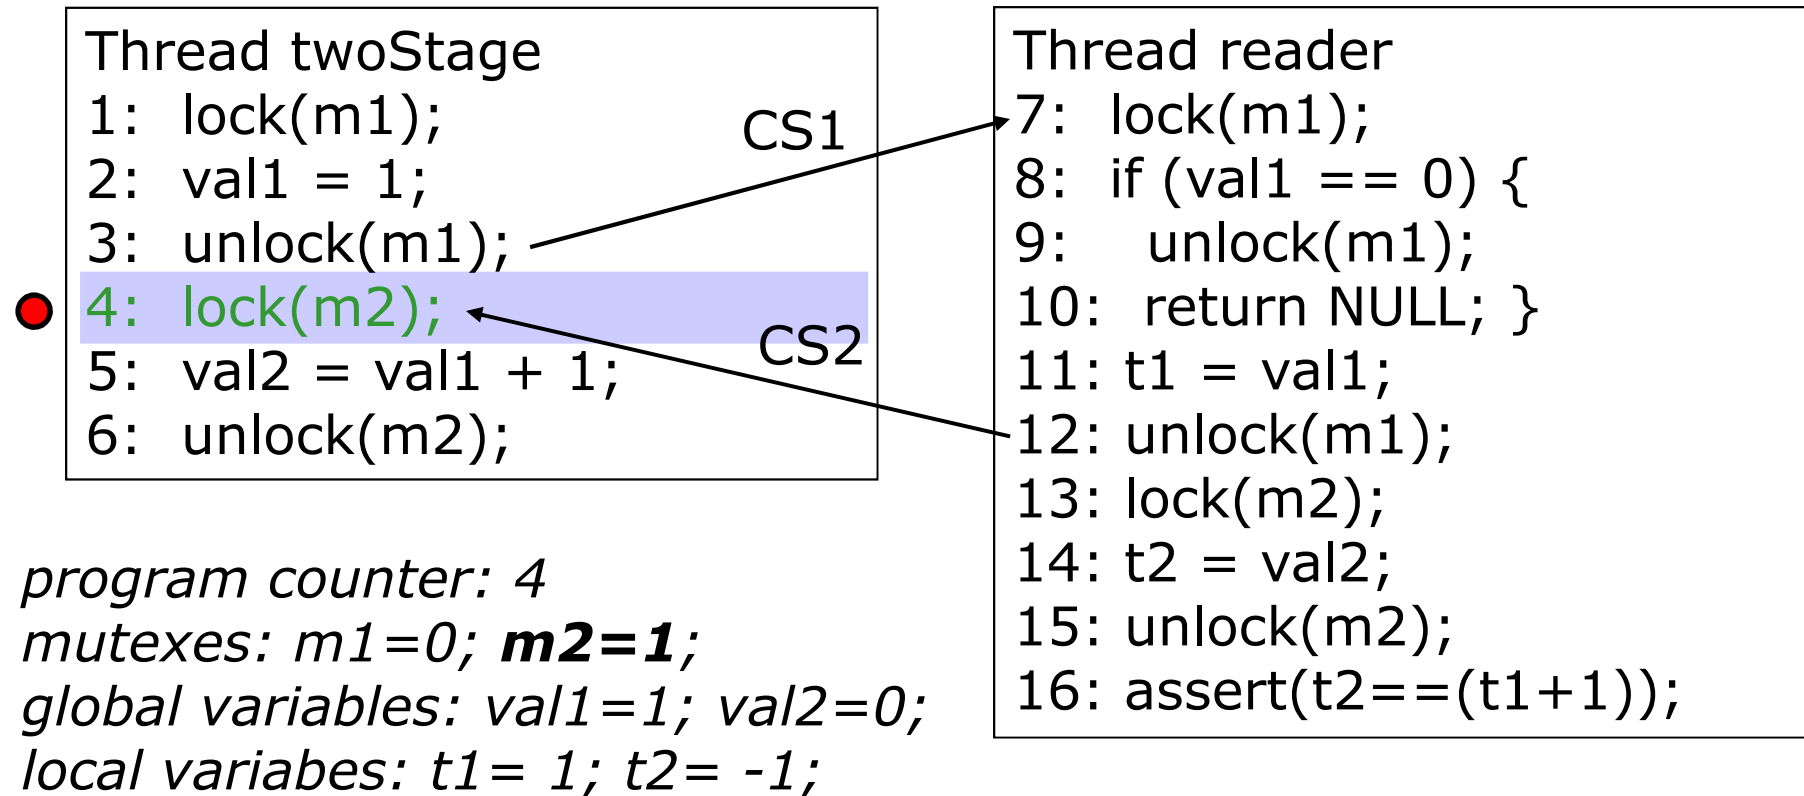 Thread twoStage
1: lock(m1);
2: val1 = 1;
3: unlock(m1);
4: lock(m2);
5: val2 = val1 + 1;
6: unlock(m2);
CS1
CS2
Thread reader
7: lock(m1);
8: if (val1 == 0) {
9: unlock(m1);
10: return NULL; }
11: t1 = val1;
12: unlock(m1);
13: lock(m2);
14: t2 = val2;
15: unlock(m2);
16: assert(t2==(t1+1));
program counter: 4
mutexes: m1=0; m2=1;
global variables: val1=1; val2=0;
local variabes: t1= 1; t2= -1;